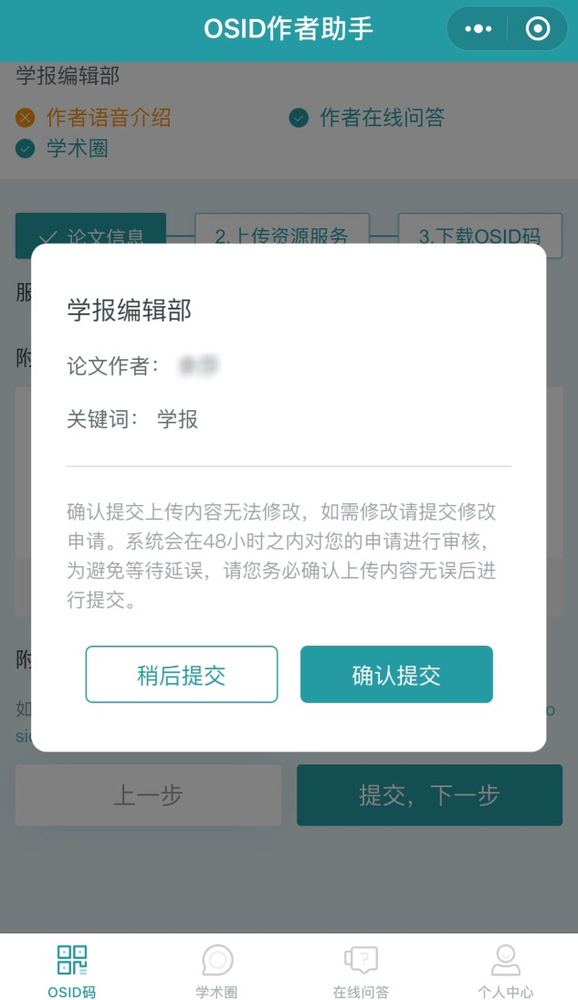 OSID作者助手
学报编辑部
作者语音介绍
作者在线问答
学术圈
论文信息
2.上传资源服务
3.下载OSID码
服
附
学报编辑部
论文作者：
关键词： 学报
确认提交上传内容无法修改，如需修改请提交修改
申请。系统会在48小时之内对您的申请进行审核，
为避免等待延误，请您务必确认上传内容无误后进
行提交。
稍后提交
确认提交
附
如
o
sid
上一步
提交，下一步
OSID码
学术圈
在线问答
个人中心